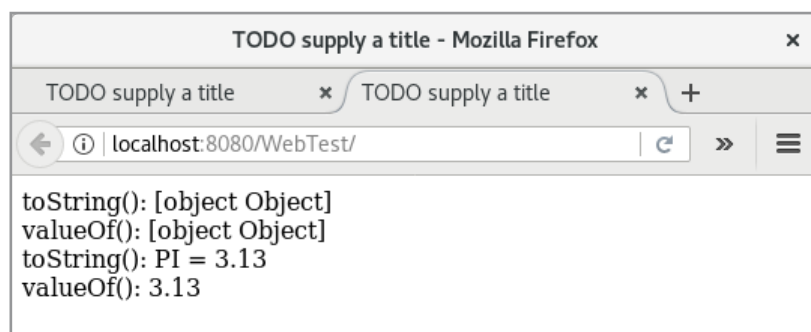 TODO supply a title - Mozilla Firefox ×
TODO supply a title × TODO supply a title × +
localhost:8080/WebTest/ »
toString(): [object Object]
valueOf(): [object Object]
toString(): PI = 3.13
valueOf(): 3.13